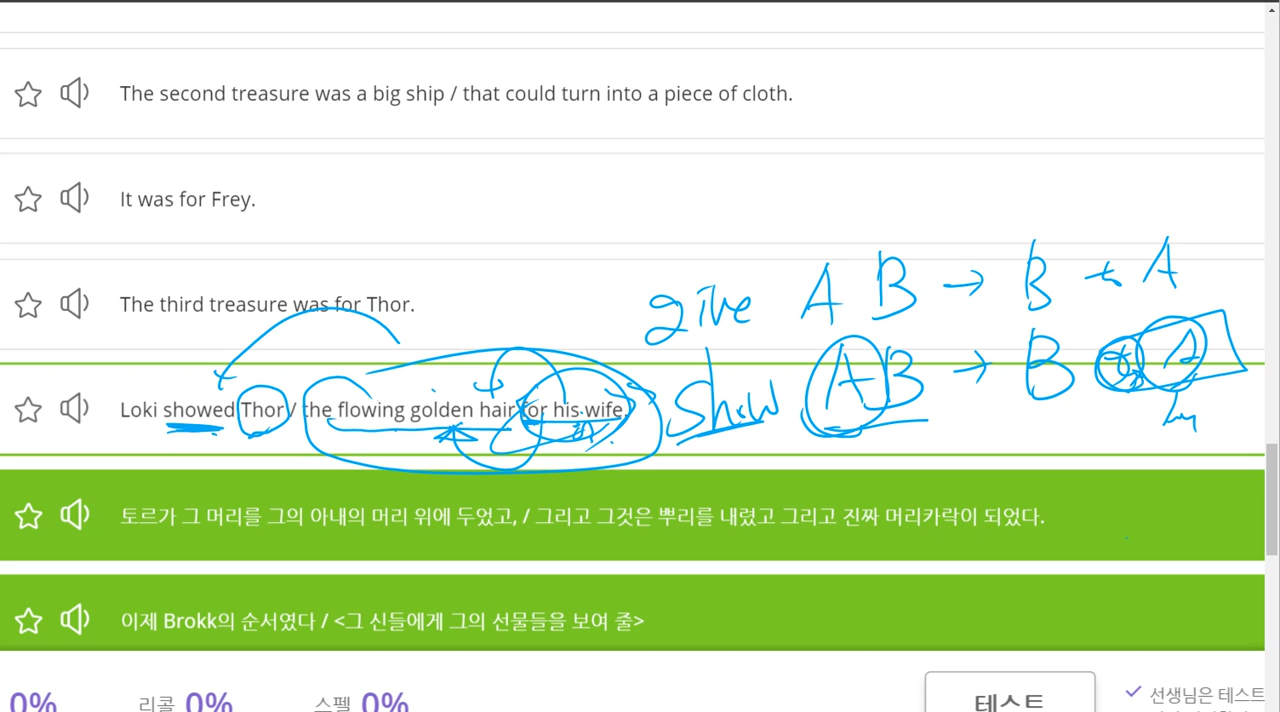 The second treasure was a big ship / that could turn into a piece of cloth.
It was for Frey.
The third treasure was for Thor.
give A B → B to A
Loki showed Thor / the flowing golden hair for his wife.
show A B → B to A
토르가 그 머리를 그의 아내의 머리 위에 두었고, / 그리고 그것은 뿌리를 내렸고 그리고 진짜 머리카락이 되었다.
이제 Brokk의 순서였다 / <그 신들에게 그의 선물들을 보여 줄>
0% 리콜 0% 스펠 0% 테스트 선생님은 테스트